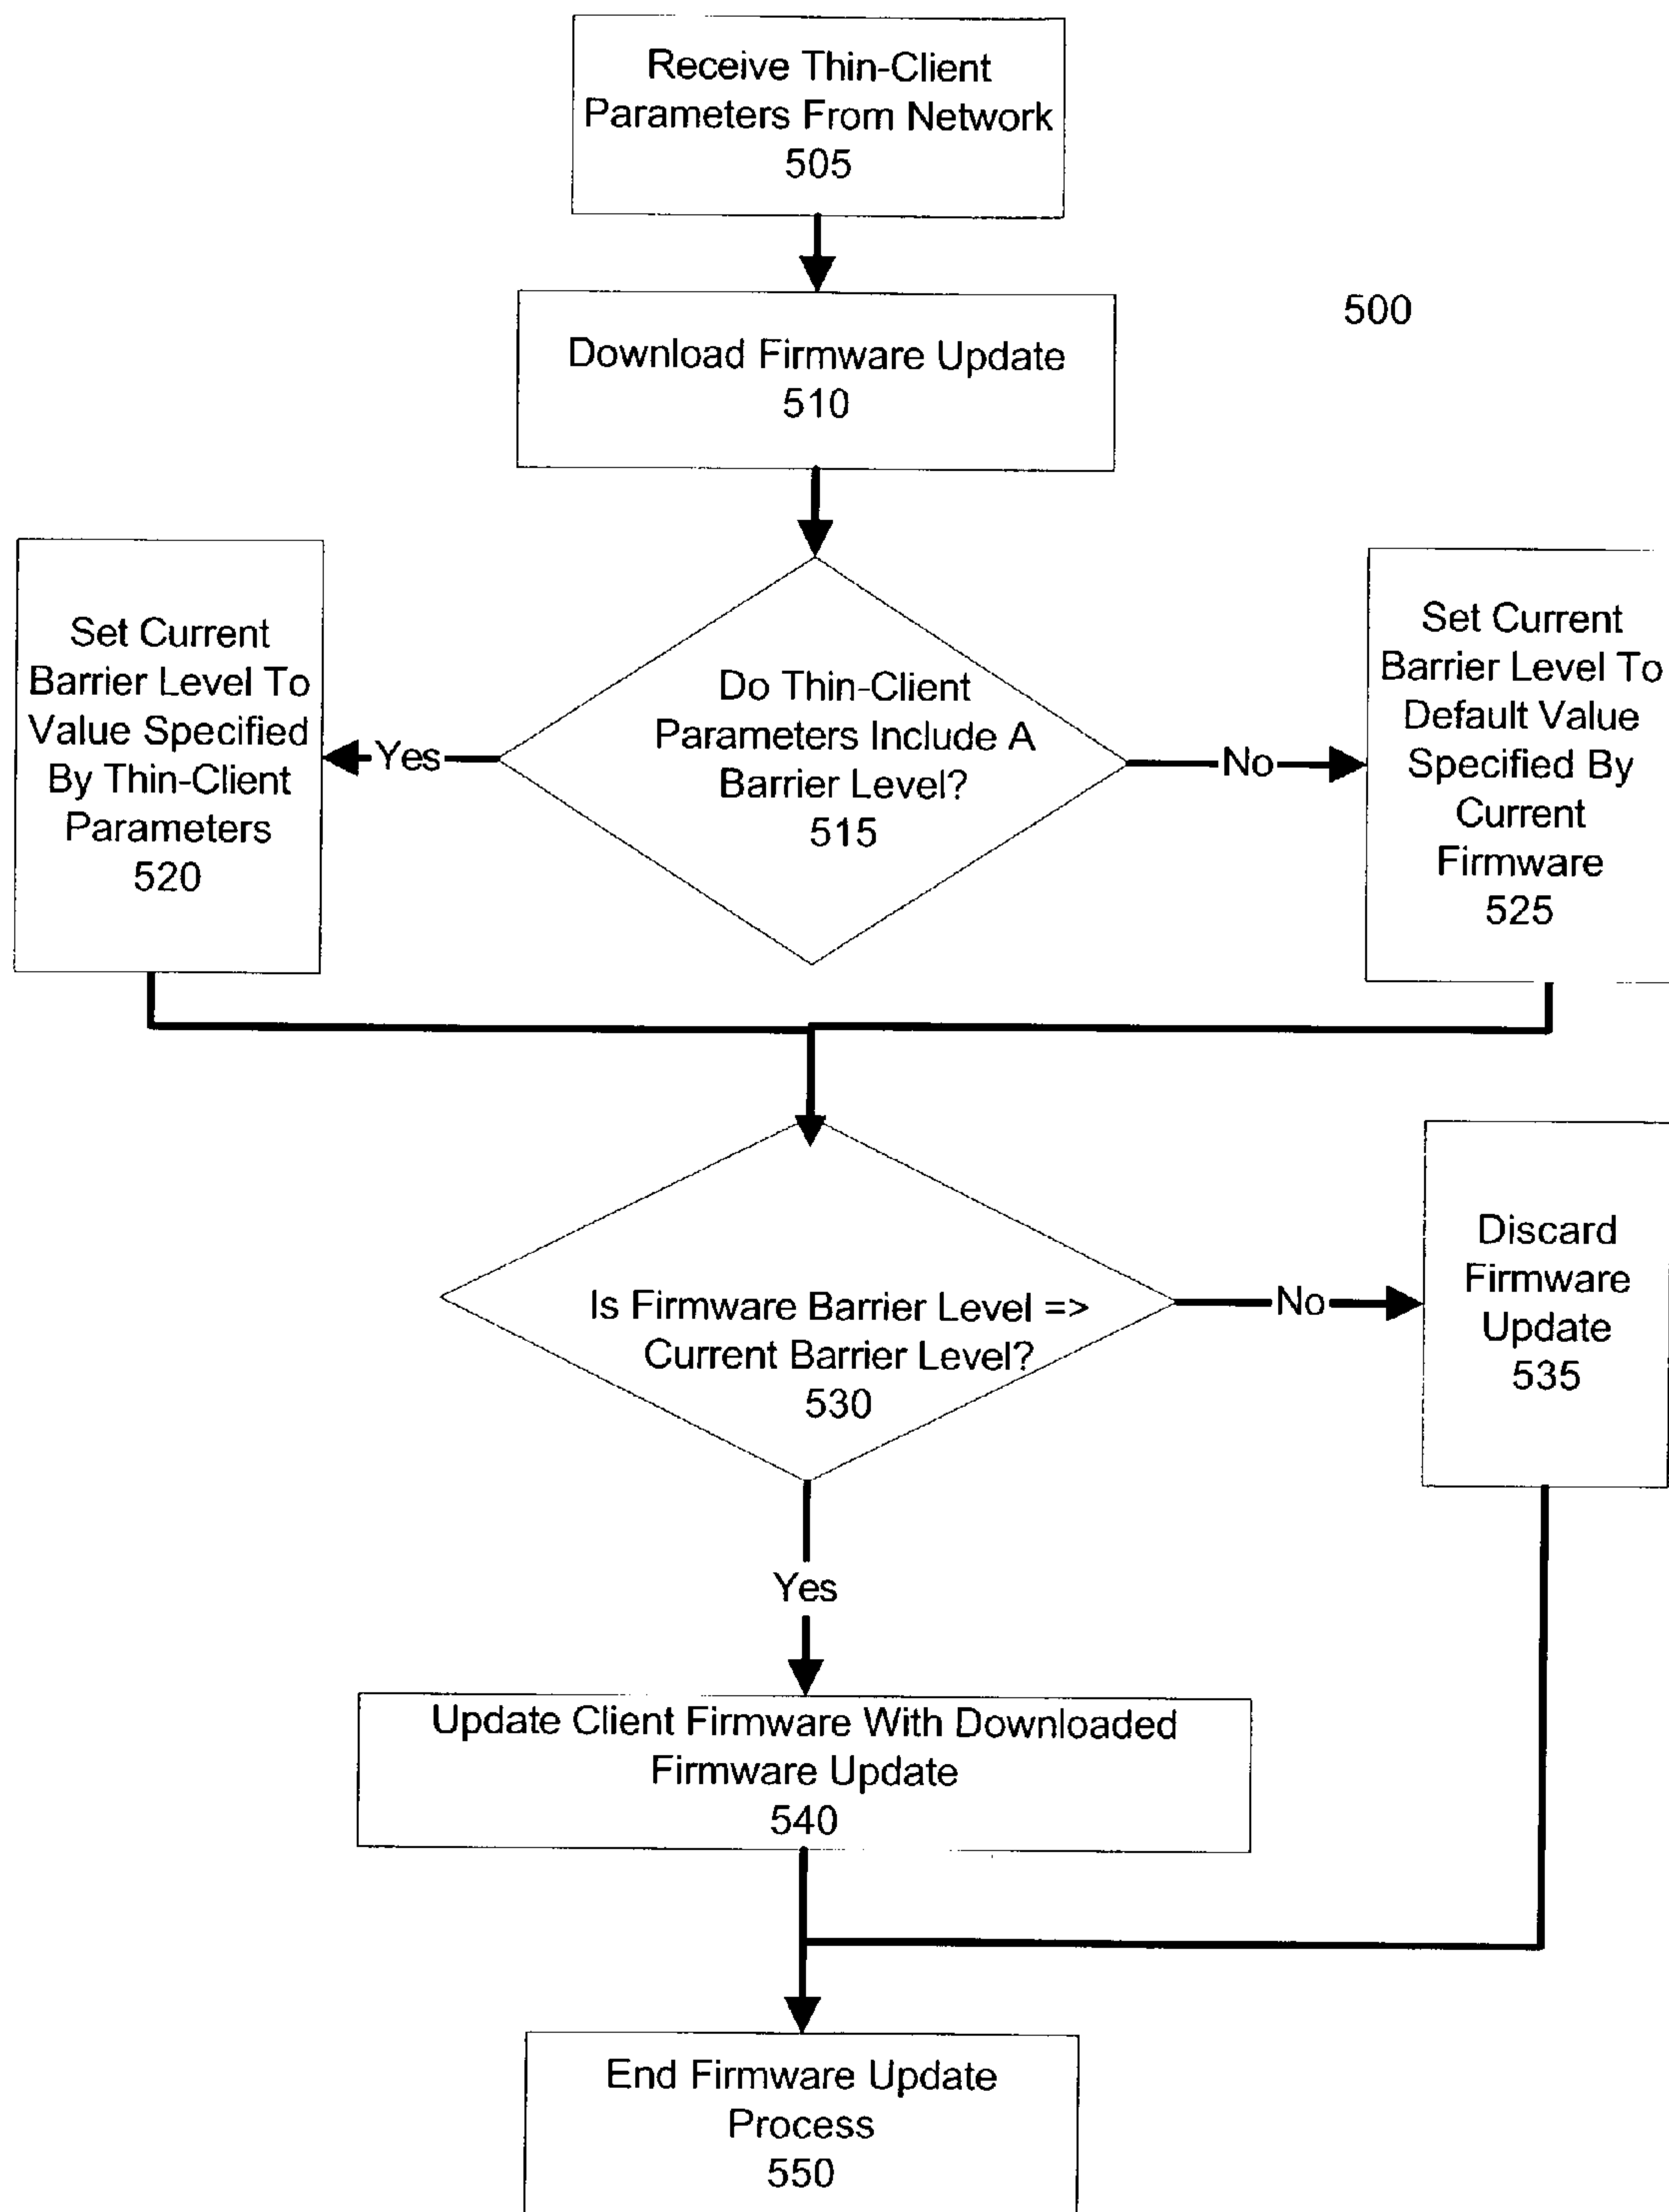 Receive Thin-Client
Parameters From Network
505
Download Firmware Update
510
500
Set Current
Barrier Level To
Value Specified
By Thin-Client
Parameters
520
Yes
Do Thin-Client
Parameters Include A
Barrier Level?
515
No
Set Current
Barrier Level To
Default Value
Specified By
Current
Firmware
525
Is Firmware Barrier Level =>
Current Barrier Level?
530
No
Discard
Firmware
Update
535
Yes
Update Client Firmware With Downloaded
Firmware Update
540
End Firmware Update
Process
550